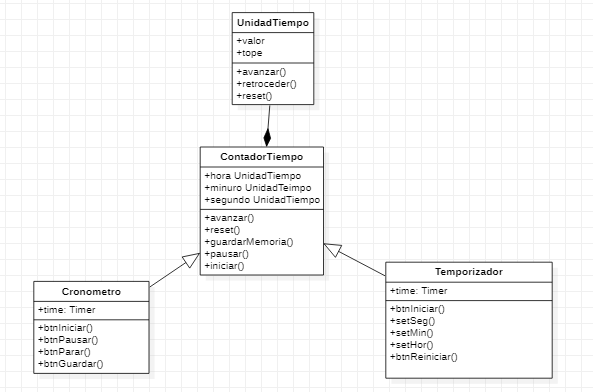 UnidadTiempo
+valor
+tope
+avanzar()
+retroceder()
+reset()
ContadorTiempo
+hora UnidadTiempo
+minuro UnidadTeimpo
+segundo UnidadTiempo
+avanzar()
+reset()
+guardarMemoria()
+pausar()
+iniciar()
Cronometro
+time: Timer
+btnIniciar()
+btnPausar()
+btnParar()
+btnGuardar()
Temporizador
+time: Timer
+btnIniciar()
+setSeg()
+setMin()
+setHor()
+btnReiniciar()